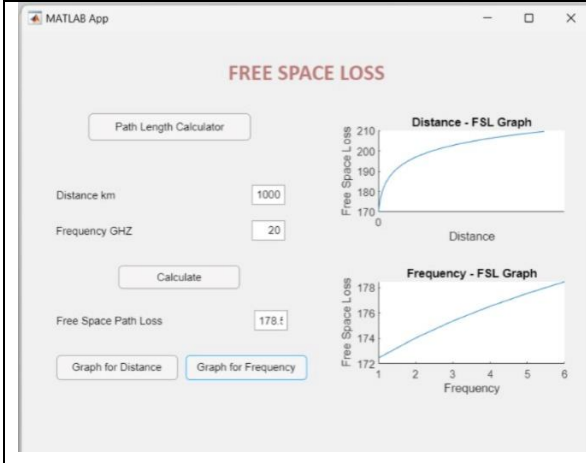 MATLAB App
FREE SPACE LOSS
Path Length Calculator
Distance km 1000
Frequency GHZ 20
Calculate
Free Space Path Loss 178.5
Graph for Distance Graph for Frequency
Distance - FSL Graph
Free Space Loss
210
200
190
180
170
0
Distance
Frequency - FSL Graph
Free Space Loss
178
176
174
172
1 2 3 4 5 6
Frequency